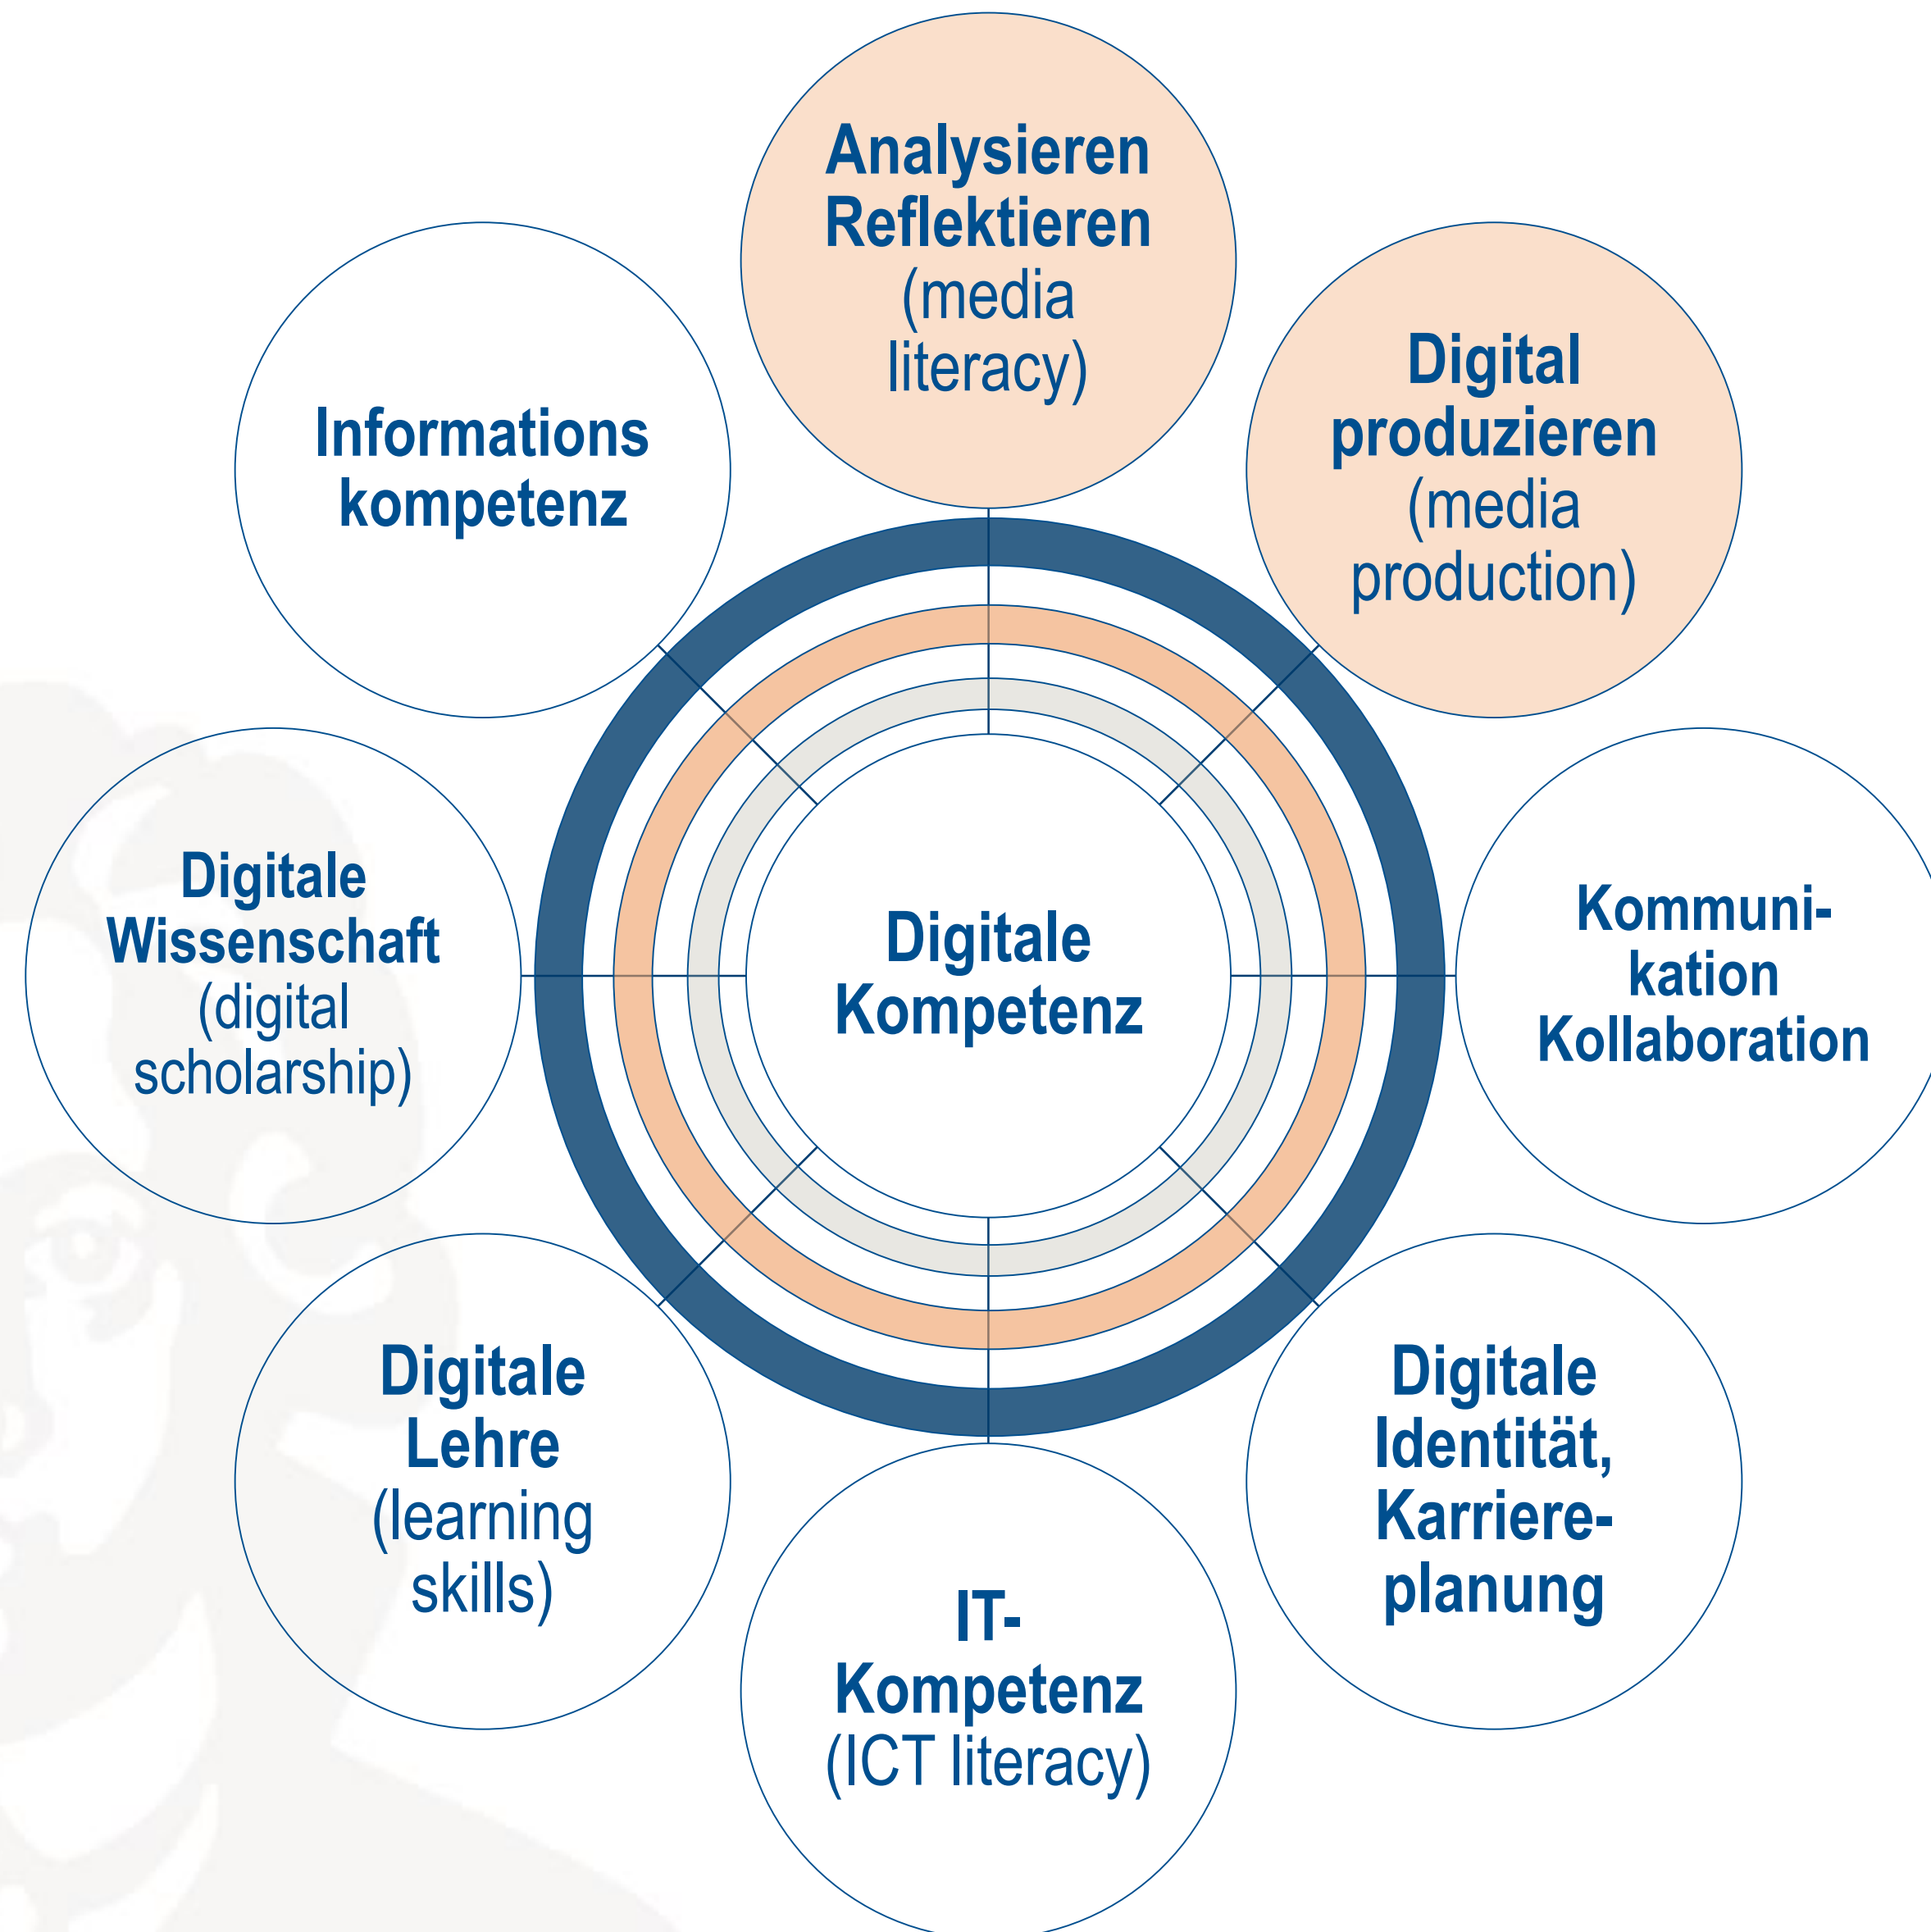 Analysieren
Reflektieren
(media
literacy)
Digital
produzieren
(media
production)
Kommuni-
kation
Kollaboration
Digitale
Identität,
Karriere-
planung
IT-
Kompetenz
(ICT literacy)
Digitale
Lehre
(learning
skills)
Digitale
Wissenschaft
(digital
scholarship)
Informations
kompetenz
Digitale
Kompetenz